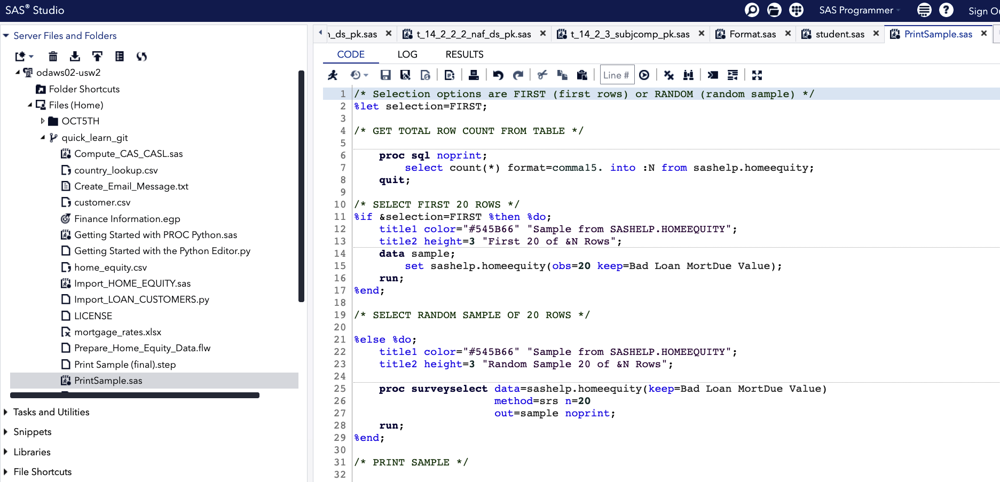 SAS® Studio
SAS Programmer
Sign Ou
Server Files and Folders
odaws02-usw2
Folder Shortcuts
Files (Home)
OCT5TH
quick_learn_git
Compute_CAS_CASL.sas
country_lookup.csv
Create_Email_Message.txt
customer.csv
Finance Information.egp
Getting Started with PROC Python.sas
Getting Started with the Python Editor.py
home_equity.csv
Import_HOME_EQUITY.sas
Import_LOAN_CUSTOMERS.py
LICENSE
mortgage_rates.xlsx
Prepare_Home_Equity_Data.flw
Print Sample (final).step
PrintSample.sas
Tasks and Utilities
Snippets
Libraries
File Shortcuts
_ds_pk.sas
t_14_2_2_2_naf_ds_pk.sas
t_14_2_3_subjcomp_pk.sas
Format.sas
student.sas
PrintSample.sas
CODE LOG RESULTS
Line #
1 /* Selection options are FIRST (first rows) or RANDOM (random sample) */
2 %let selection=FIRST;
3
4 /* GET TOTAL ROW COUNT FROM TABLE */
5
6 proc sql noprint;
7 select count(*) format=comma15. into :N from sashelp.homeequity;
8 quit;
9
10 /* SELECT FIRST 20 ROWS */
11 %if &selection=FIRST %then %do;
12 title1 color="#545B66" "Sample from SASHELP.HOMEEQUITY";
13 title2 height=3 "First 20 of &N Rows";
14 data sample;
15 set sashelp.homeequity(obs=20 keep=Bad Loan MortDue Value);
16 run;
17 %end;
18
19 /* SELECT RANDOM SAMPLE OF 20 ROWS */
20
21 %else %do;
22 title1 color="#545B66" "Sample from SASHELP.HOMEEQUITY";
23 title2 height=3 "Random Sample 20 of &N Rows";
24
25 proc surveyselect data=sashelp.homeequity(keep=Bad Loan MortDue Value)
26 method=srs n=20
27 out=sample noprint;
28 run;
29 %end;
30
31 /* PRINT SAMPLE */
32